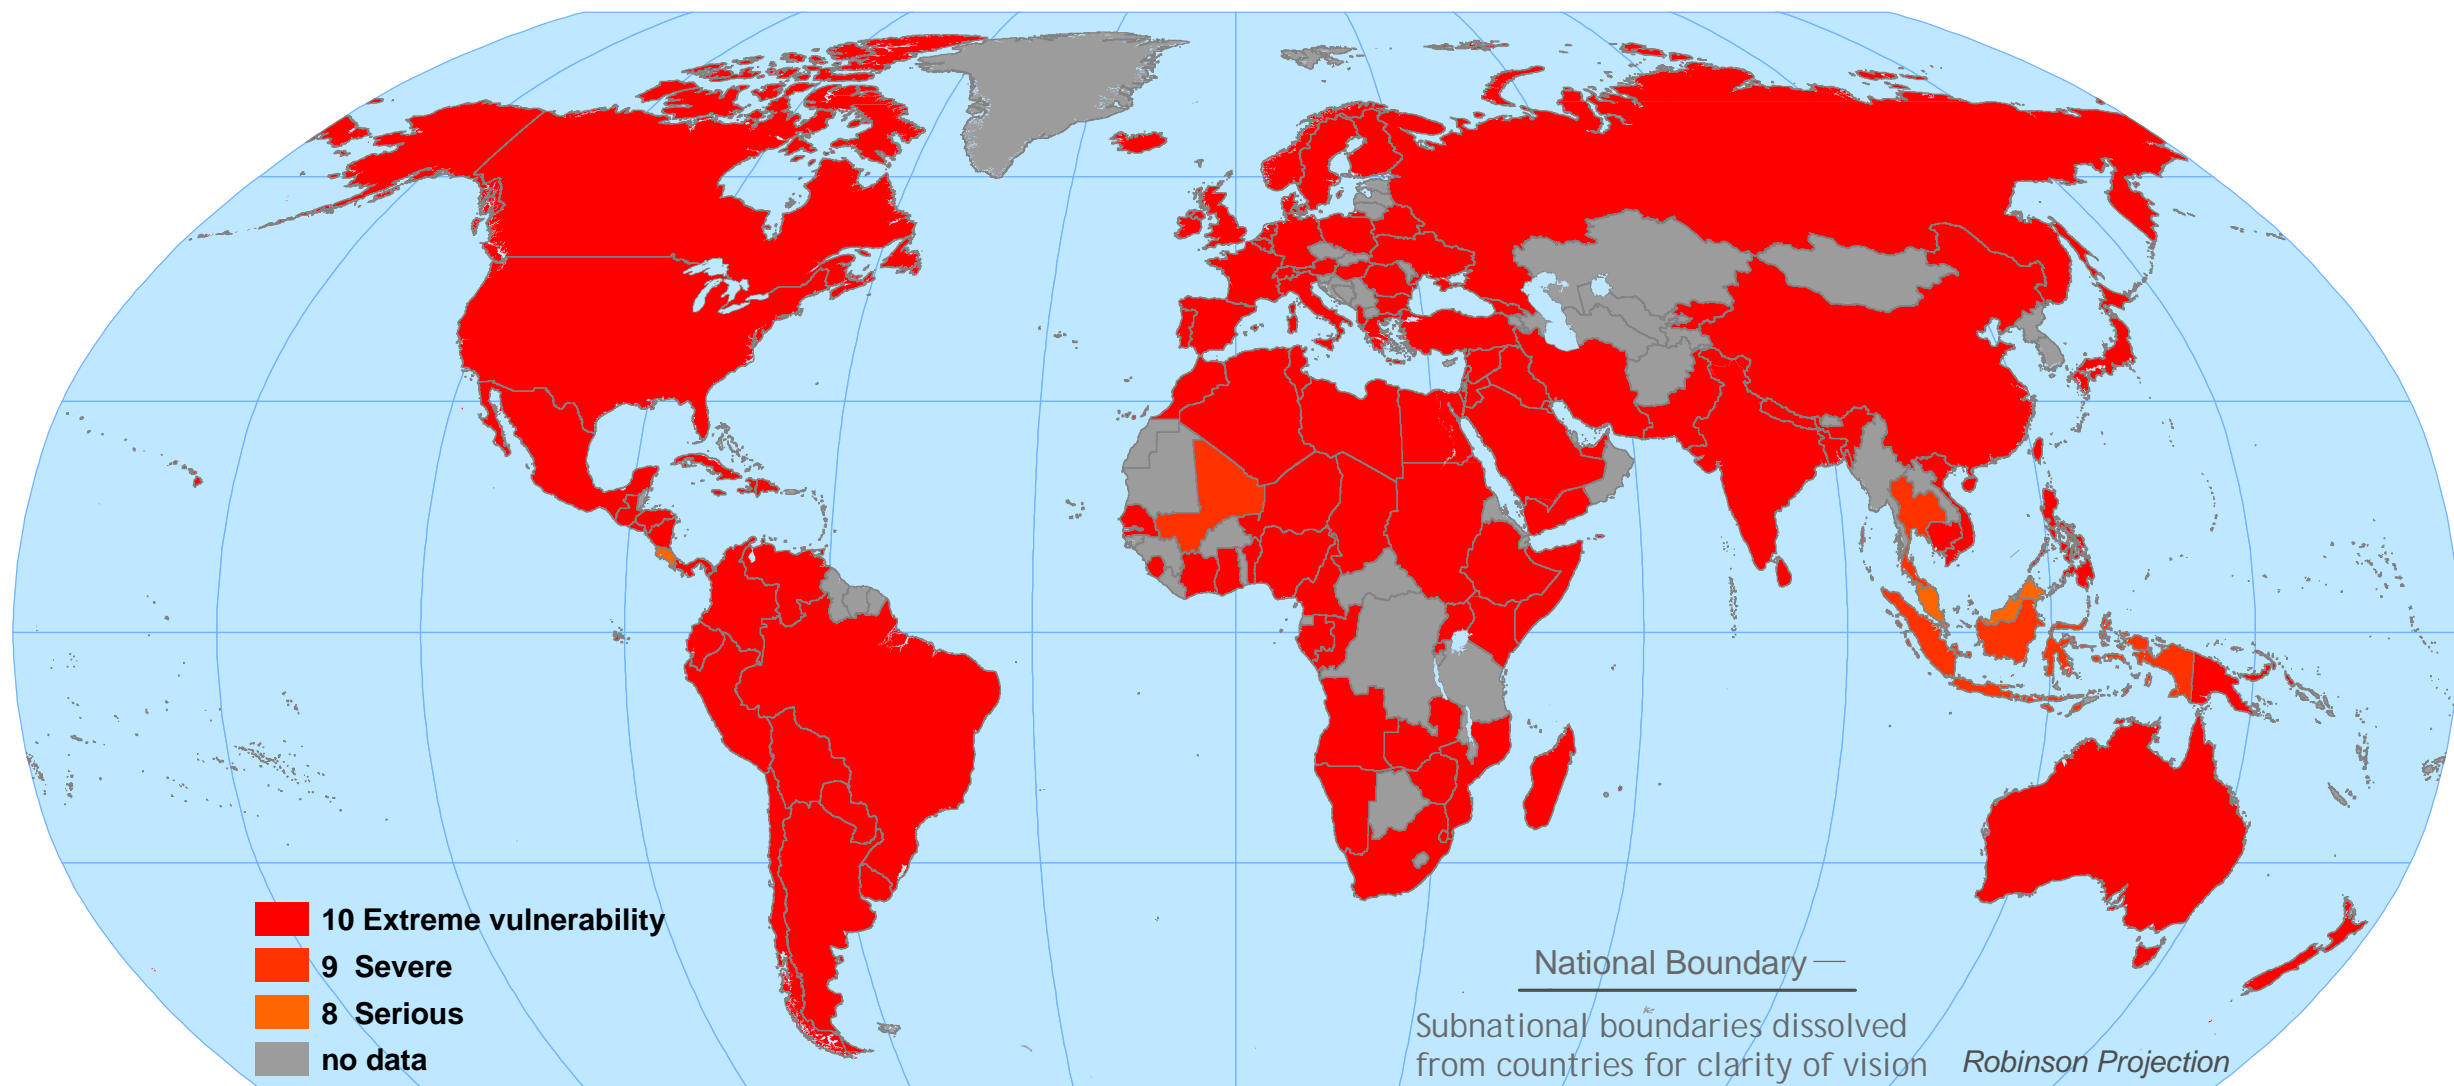 10 Extreme vulnerability
9 Severe
8 Serious
no data
National Boundary
Subnational boundaries dissolved
from countries for clarity of vision
Robinson Projection